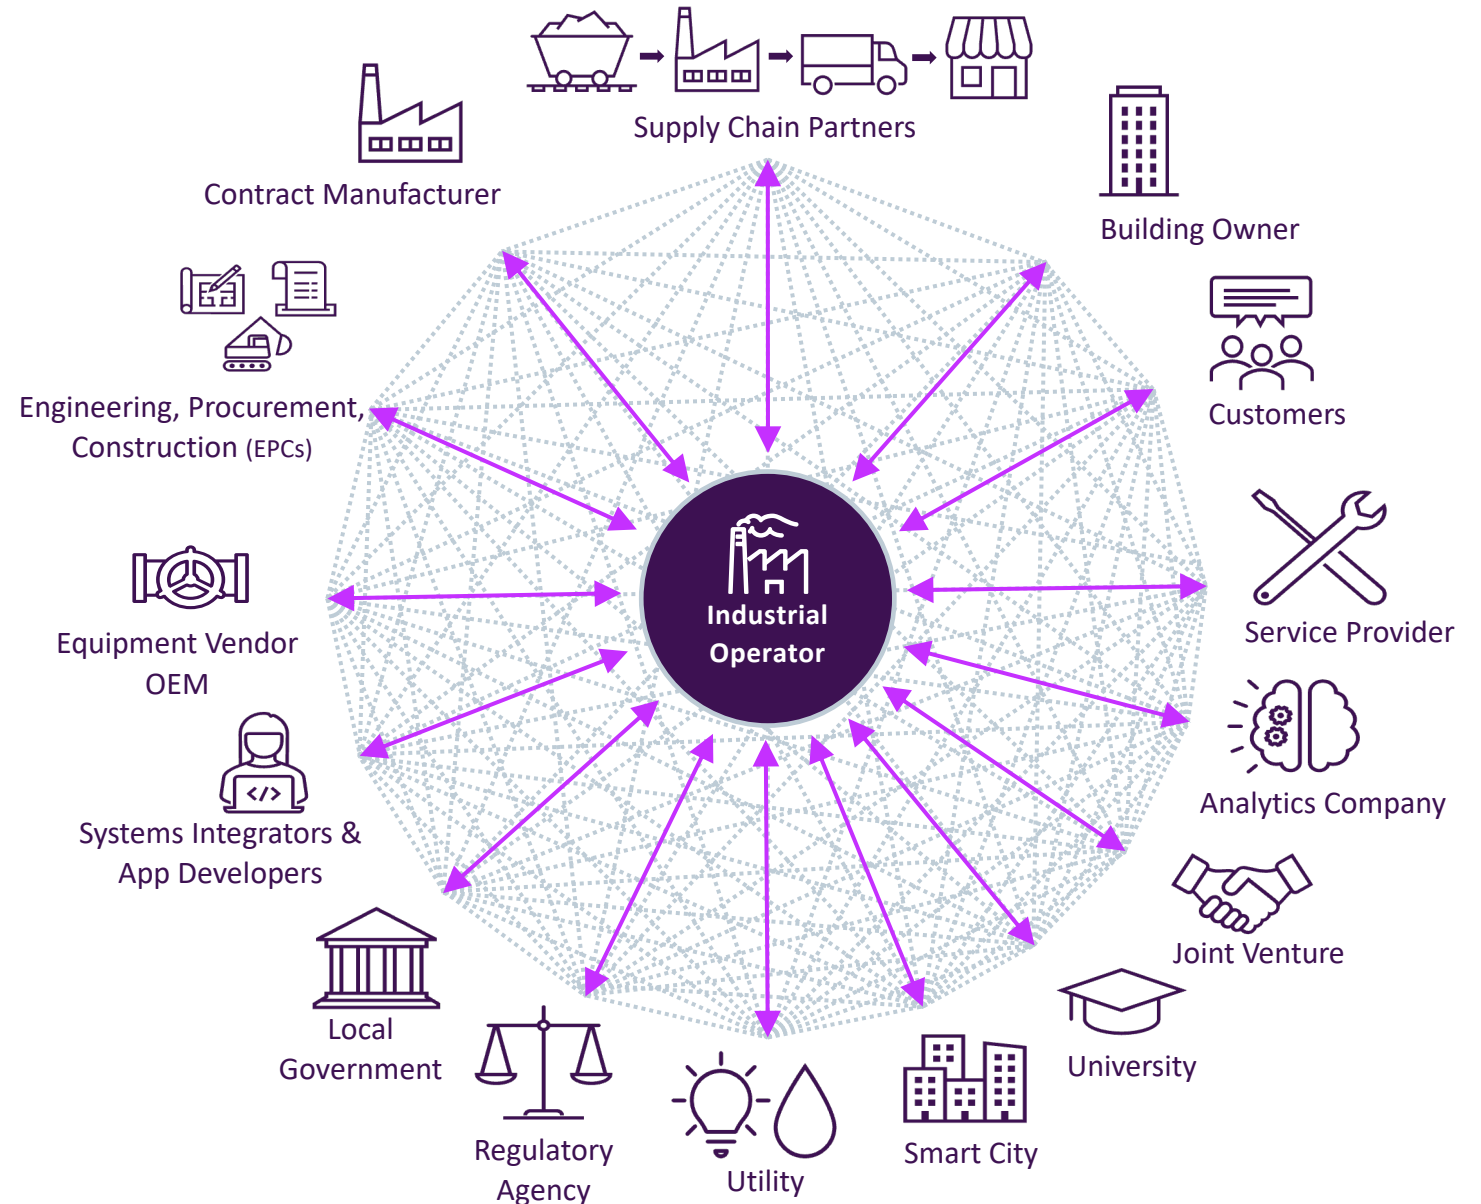 Supply Chain Partners
Contract Manufacturer
Building Owner
Engineering, Procurement,
Construction (EPCs)
Customers
Industrial
Operator
Equipment Vendor
OEM
Service Provider
</>
Systems Integrators &
App Developers
Analytics Company
Joint Venture
Local
Government
University
Regulatory
Agency
Utility
Smart City